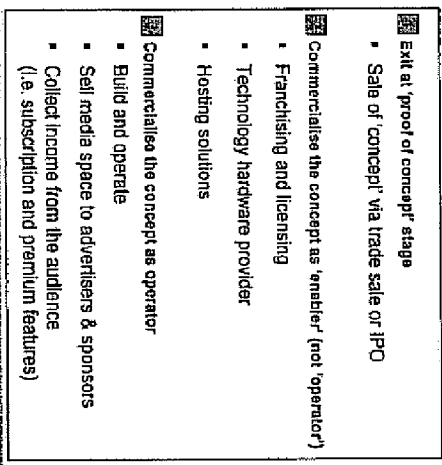 Exit at 'proof of concept' stage
▪ Sale of 'concept' via trade sale or IPO
Commercialise the concept as 'enabler' (not 'operator')
▪ Franchising and licensing
▪ Technology hardware provider
▪ Hosting solutions
Commercialise the concept as operator
▪ Build and operate
▪ Sell media space to advertisers & sponsors
▪ Collect income from the audience
(i.e. subscription and premium features)